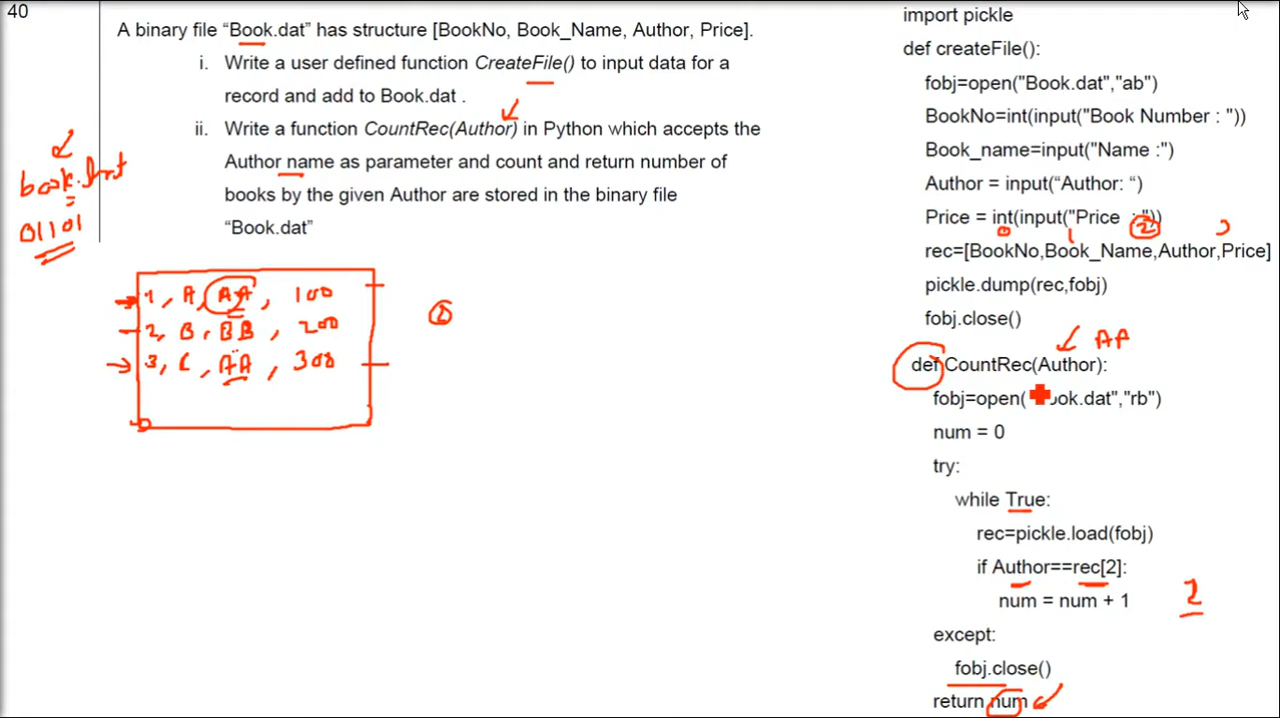 40
A binary file “Book.dat” has structure [BookNo, Book_Name, Author, Price].
i. Write a user defined function CreateFile() to input data for a
record and add to Book.dat .
ii. Write a function CountRec(Author) in Python which accepts the
Author name as parameter and count and return number of
books by the given Author are stored in the binary file
“Book.dat”
01101
1, A, AA, 100
2, B, BB, 200
3, C, AA, 300
2
import pickle
def createFile():
fobj=open("Book.dat","ab")
BookNo=int(input("Book Number : "))
Book_name=input("Name :")
Author = input(“Author: “)
Price = int(input("Price : "))
0 1 2 3
rec=[BookNo,Book_Name,Author,Price]
pickle.dump(rec,fobj)
fobj.close()
AA
def CountRec(Author):
fobj=open( ook.dat","rb")
num = 0
try:
while True:
rec=pickle.load(fobj)
if Author==rec[2]:
num = num + 1
2
except:
fobj.close()
return num